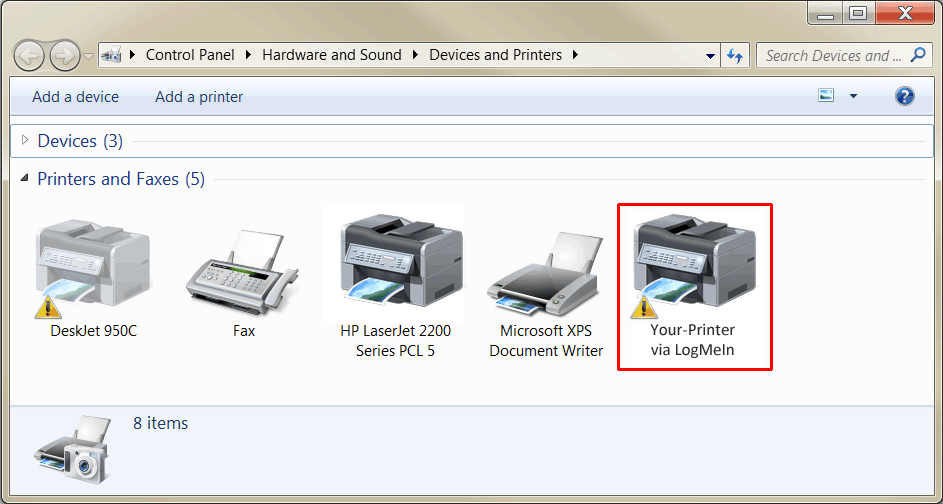 Control Panel Hardware and Sound Devices and Printers
Search Devices and ...
Add a device Add a printer
Devices (3)
Printers and Faxes (5)
DeskJet 950C
Fax
HP LaserJet 2200
Series PCL 5
Microsoft XPS
Document Writer
Your-Printer
via LogMeIn
8 items